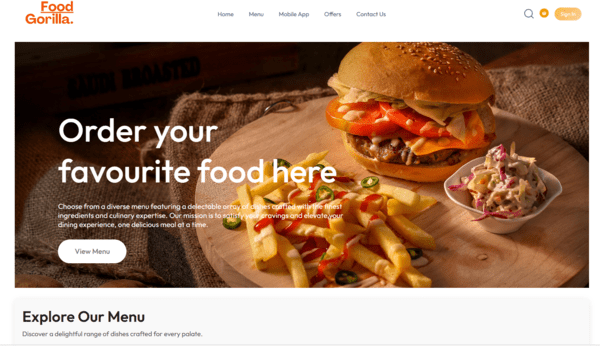 Food
Gorilla.
Home
Menu
Mobile App
Offers
Contact Us
Sign In
Order your
favourite food here
Choose from a diverse menu featuring a delectable array of dishes crafted with the finest
ingredients and culinary expertise. Our mission is to satisfy your cravings and elevate your
dining experience, one delicious meal at a time.
View Menu
Explore Our Menu
Discover a delightful range of dishes crafted for every palate.